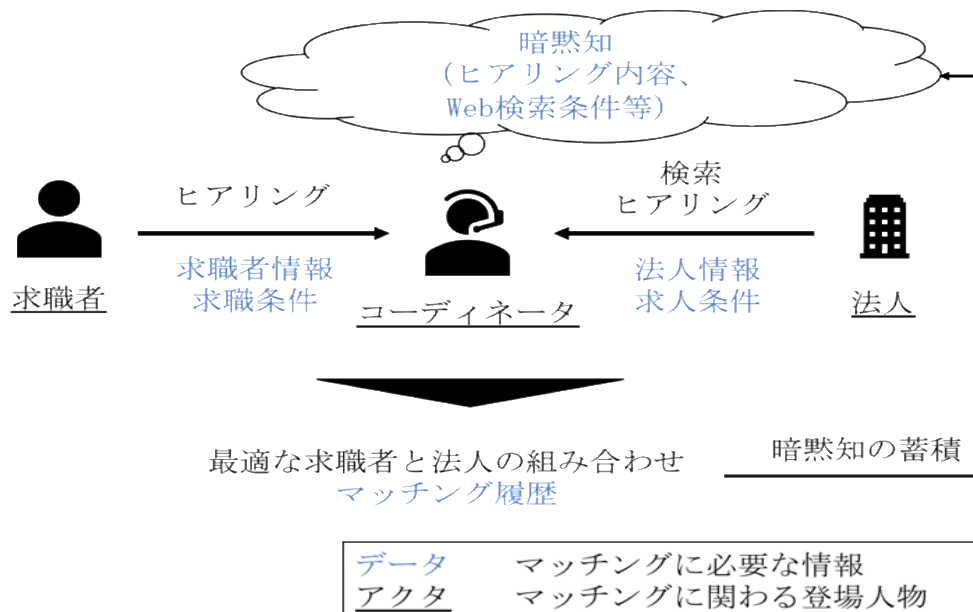 暗黙知
(ヒアリング内容、
Web検索条件等)
ヒアリング
検索
ヒアリング
求職者情報
求職条件
法人情報
求人条件
求職者
コーディネータ
法人
最適な求職者と法人の組み合わせ
マッチング履歴
暗黙知の蓄積
データ マッチングに必要な情報
アクタ マッチングに関わる登場人物